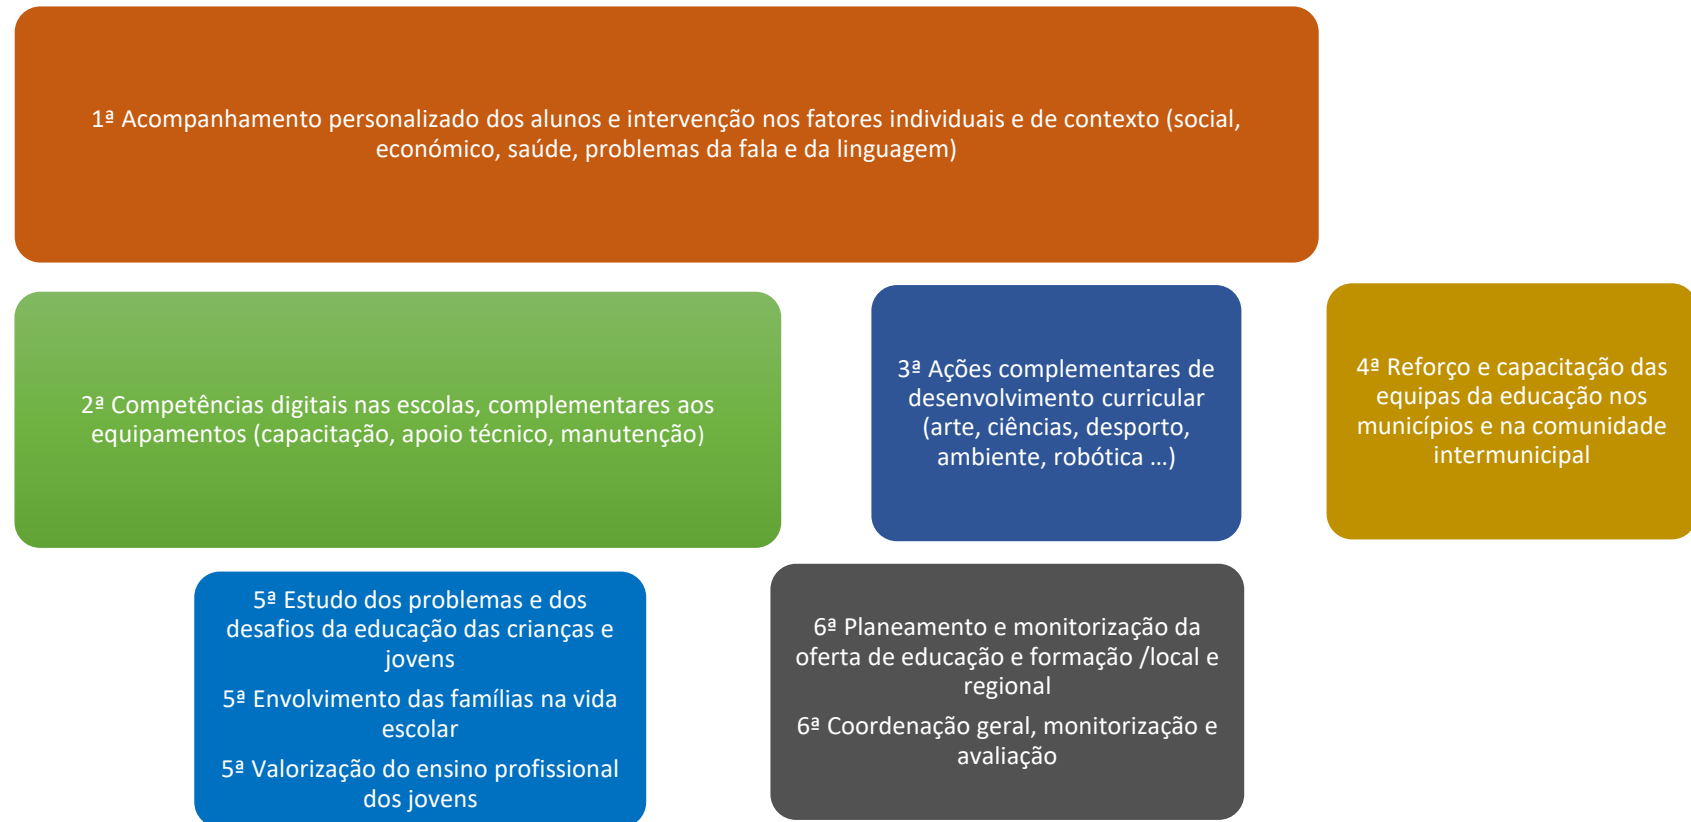 1ª Acompanhamento personalizado dos alunos e intervenção nos fatores individuais e de contexto (social,
económico, saúde, problemas da fala e da linguagem)
2ª Competências digitais nas escolas, complementares aos
equipamentos (capacitação, apoio técnico, manutenção)
3ª Ações complementares de
desenvolvimento curricular
(arte, ciências, desporto,
ambiente, robótica …)
4ª Reforço e capacitação das
equipas da educação nos
municípios e na comunidade
intermunicipal
5ª Estudo dos problemas e dos
desafios da educação das crianças e
jovens
5ª Envolvimento das famílias na vida
escolar
5ª Valorização do ensino profissional
dos jovens
6ª Planeamento e monitorização da
oferta de educação e formação /local e
regional
6ª Coordenação geral, monitorização e
avaliação